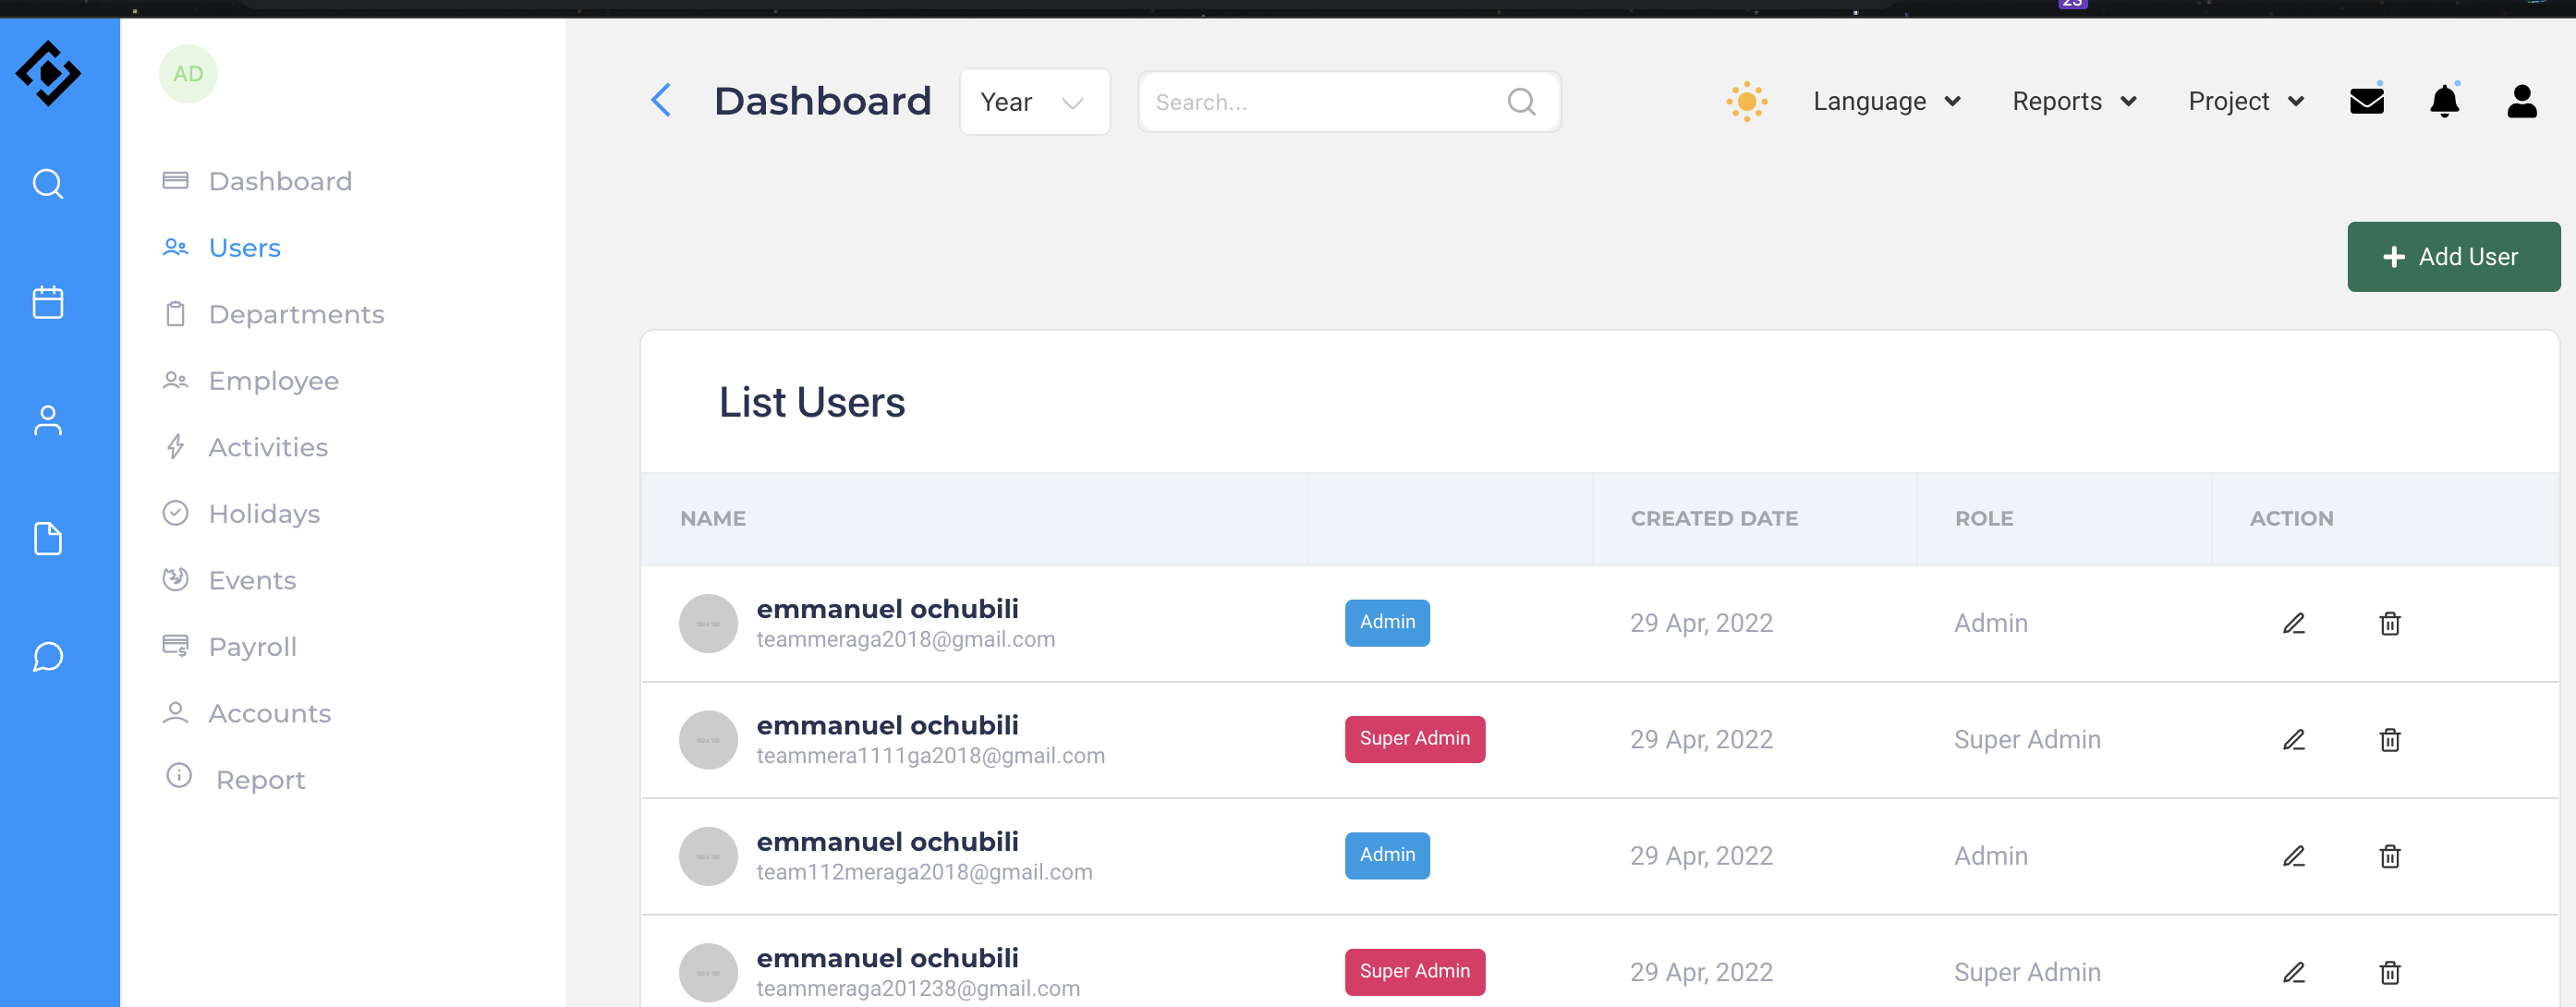 23
AD
Dashboard
Users
Departments
Employee
Activities
Holidays
Events
Payroll
Accounts
Report
Dashboard
Year
Search...
Language
Reports
Project
Add User
List Users
NAME CREATED DATE ROLE ACTION
emmanuel ochubili
teammeraga2018@gmail.com
Admin 29 Apr, 2022 Admin
emmanuel ochubili
teammera1111ga2018@gmail.com
Super Admin 29 Apr, 2022 Super Admin
emmanuel ochubili
team112meraga2018@gmail.com
Admin 29 Apr, 2022 Admin
emmanuel ochubili
teammeraga201238@gmail.com
Super Admin 29 Apr, 2022 Super Admin